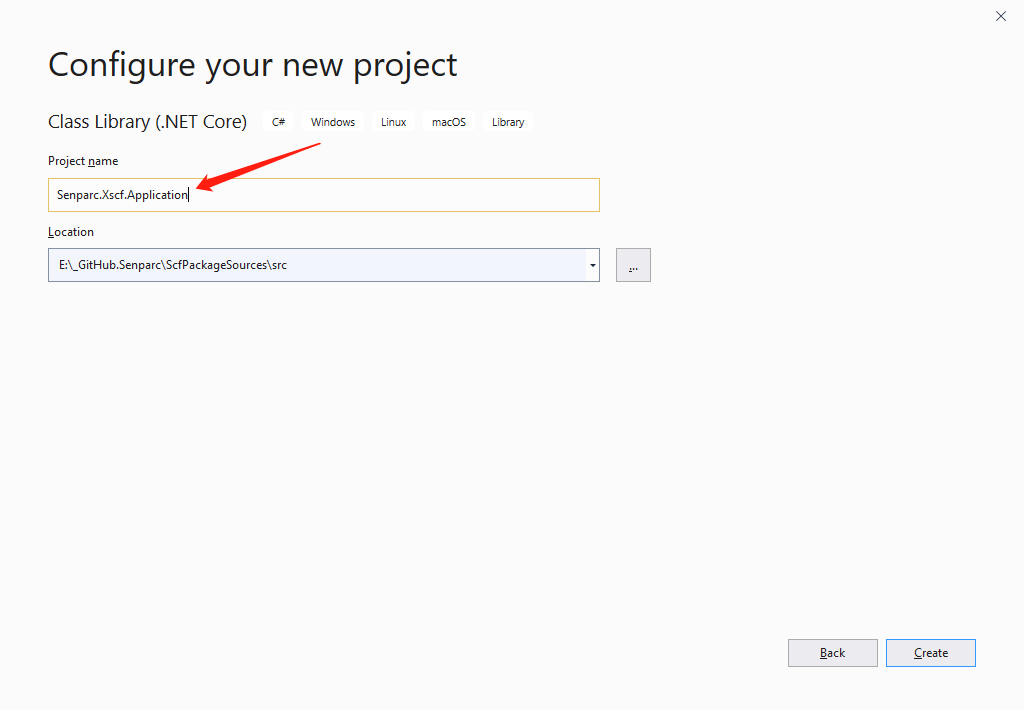 Configure your new project
Class Library (.NET Core) C# Windows Linux macOS Library
Project name
Senparc.Xscf.Application
Location
E:\_GitHub.Senparc\ScfPackageSources\src
...
Back Create